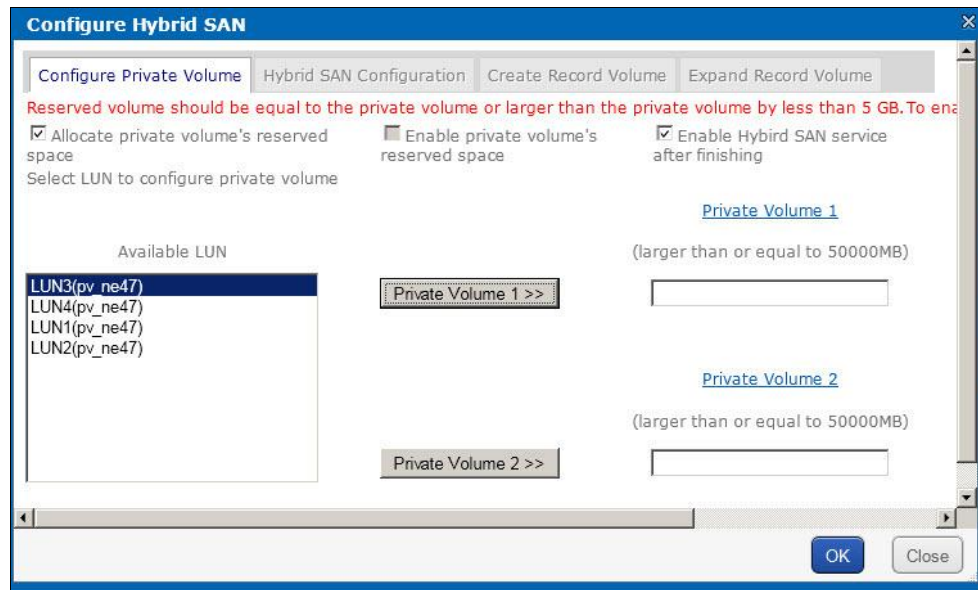 Configure Hybrid SAN
Configure Private Volume Hybrid SAN Configuration Create Record Volume Expand Record Volume
Reserved volume should be equal to the private volume or larger than the private volume by less than 5 GB. To ena
Allocate private volume's reserved space
Enable private volume's reserved space
Enable Hybird SAN service after finishing
Select LUN to configure private volume
Private Volume 1
Available LUN
(larger than or equal to 50000MB)
LUN3(pv_ne47)
LUN4(pv_ne47)
LUN1(pv_ne47)
LUN2(pv_ne47)
Private Volume 1 >>
Private Volume 2
(larger than or equal to 50000MB)
Private Volume 2 >>
OK
Close